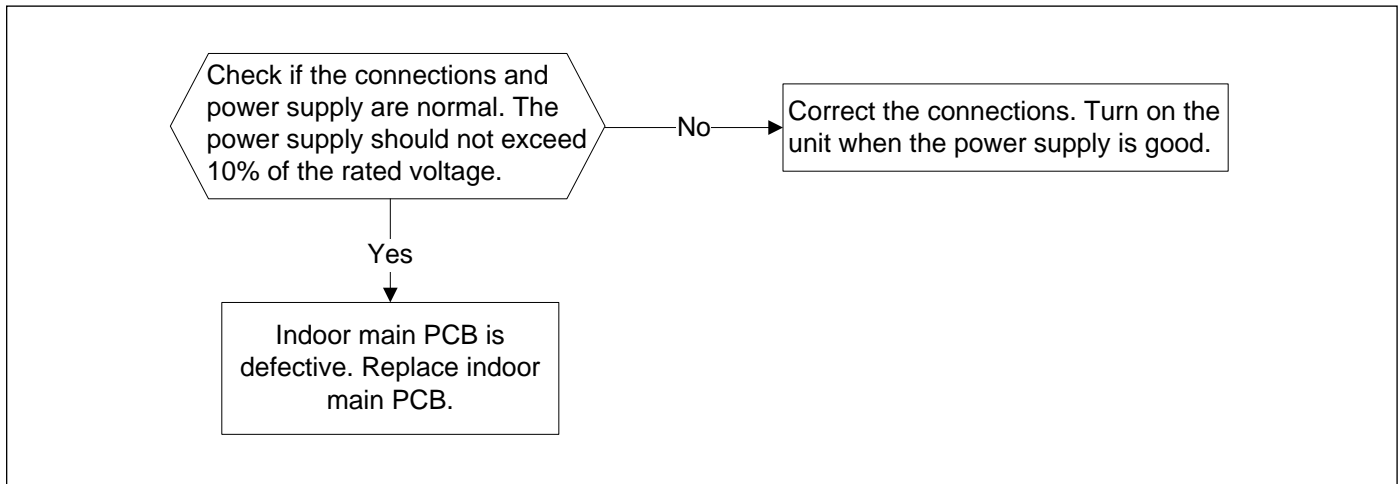 Check if the connections and
power supply are normal. The
power supply should not exceed
10% of the rated voltage.
No
Correct the connections. Turn on the
unit when the power supply is good.
Yes
Indoor main PCB is
defective. Replace indoor
main PCB.